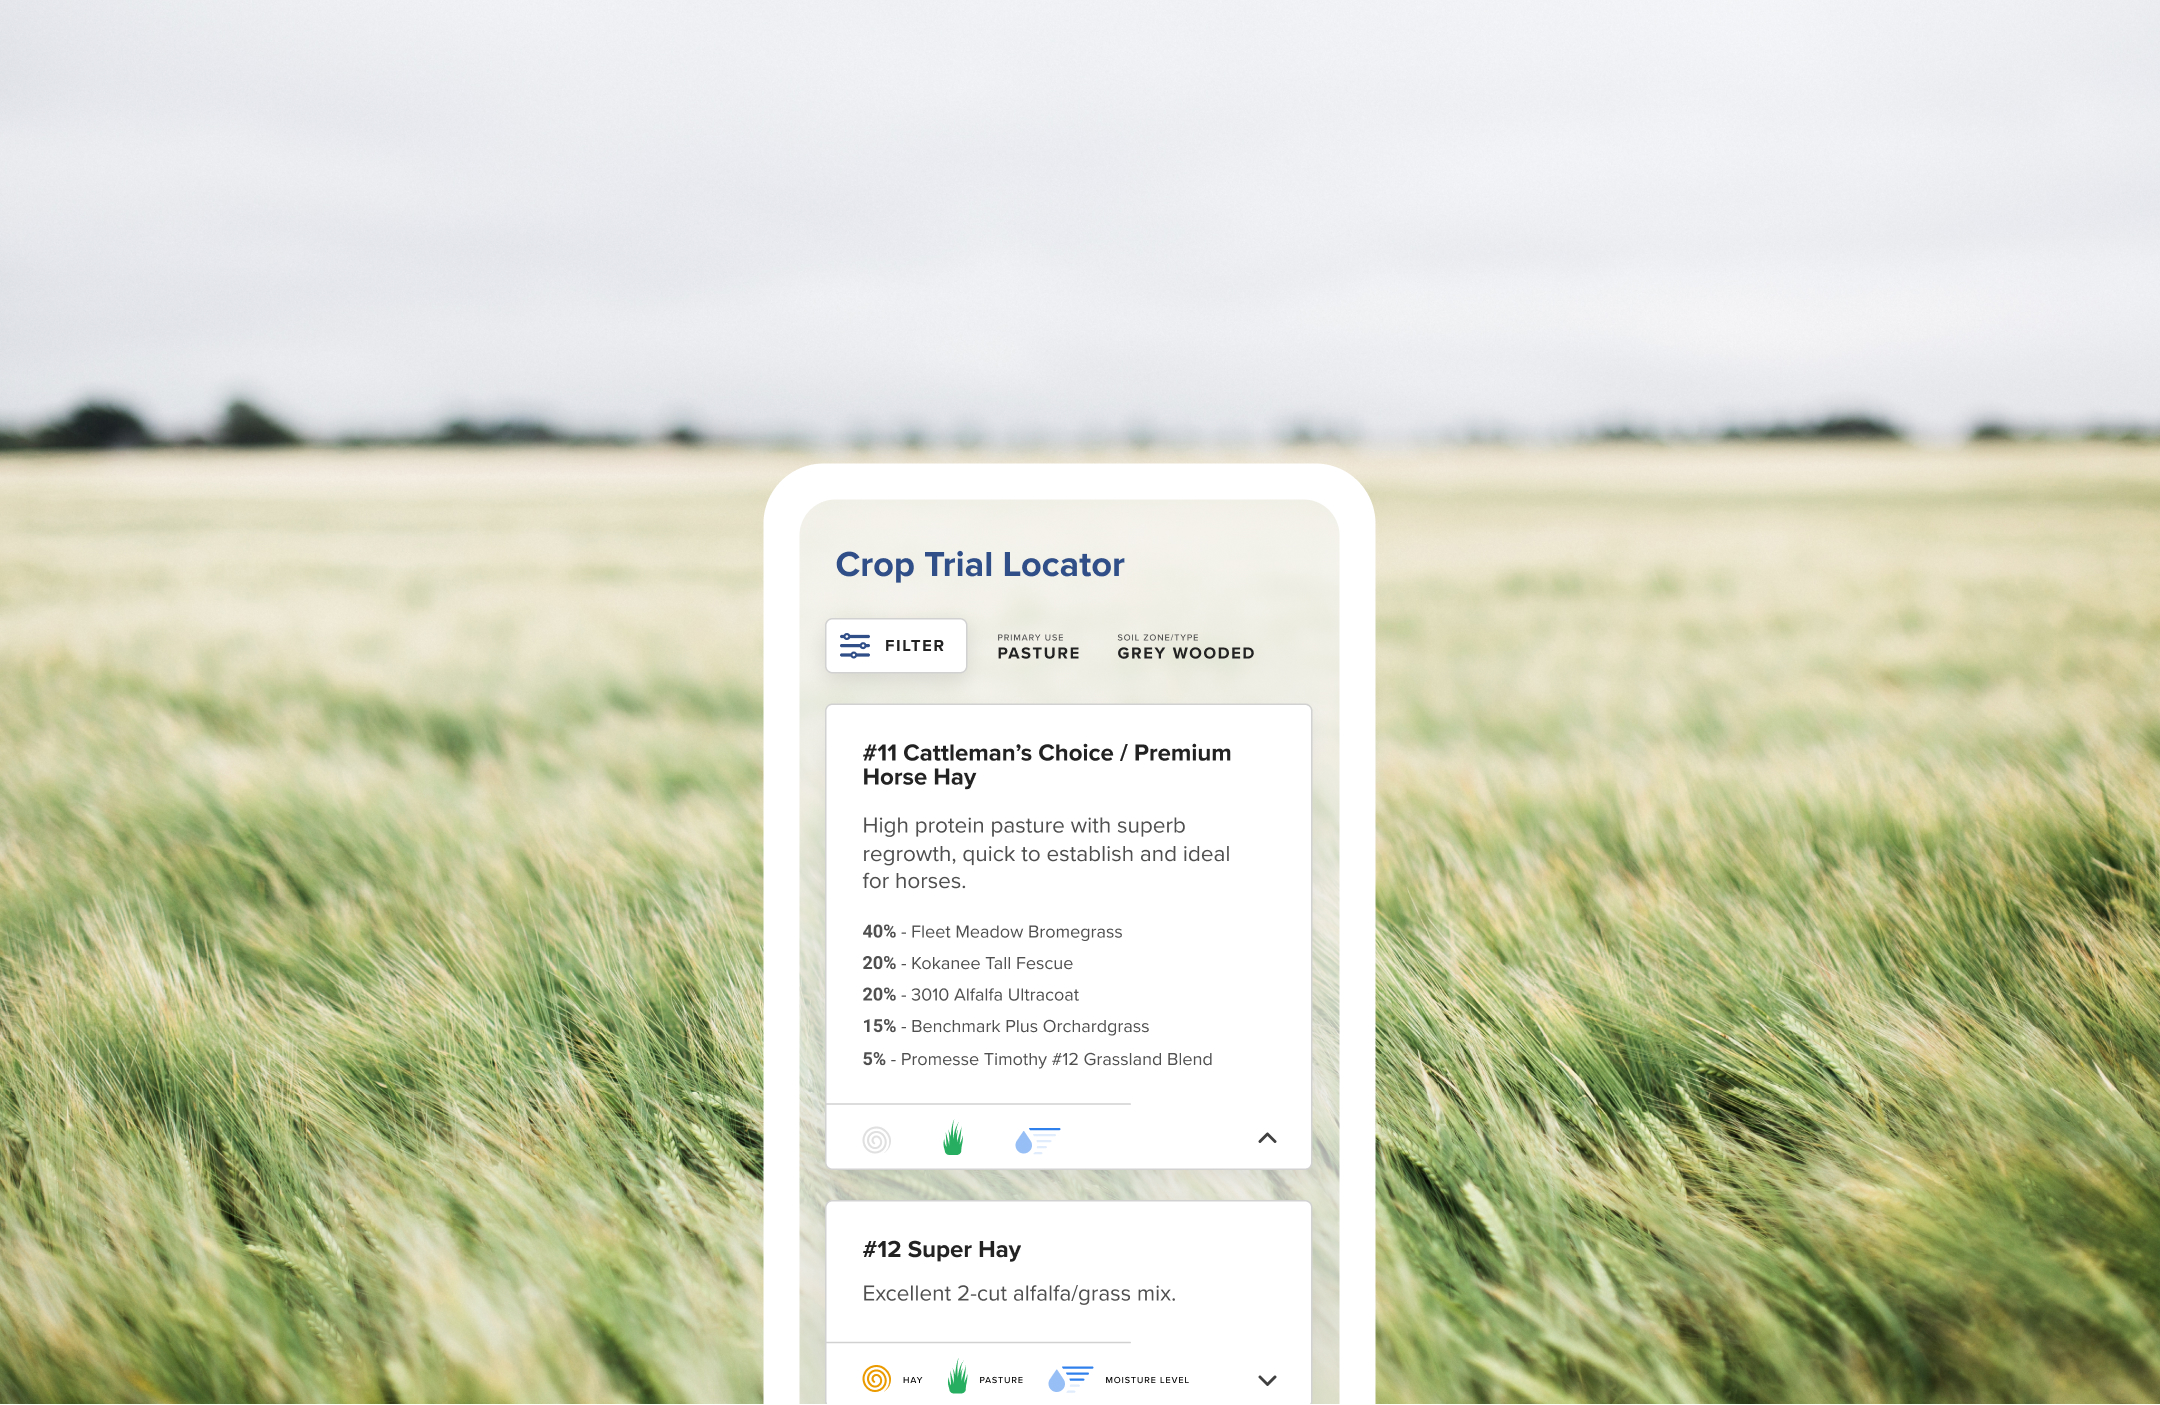 Crop Trial Locator
FILTER
PRIMARY USE
PASTURE
SOIL ZONE/TYPE
GREY WOODED
#11 Cattleman’s Choice / Premium
Horse Hay
High protein pasture with superb
regrowth, quick to establish and ideal
for horses.
40% - Fleet Meadow Bromegrass
20% - Kokanee Tall Fescue
20% - 3010 Alfalfa Ultracoat
15% - Benchmark Plus Orchardgrass
5% - Promesse Timothy #12 Grassland Blend
#12 Super Hay
Excellent 2-cut alfalfa/grass mix.
HAY PASTURE MOISTURE LEVEL